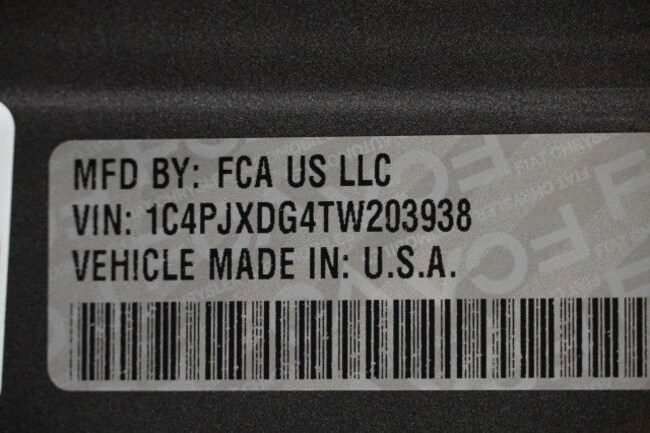 MFD BY: FCA US LLC
VIN: 1C4PJXDG4TW203938
VEHICLE MADE IN: U.S.A.